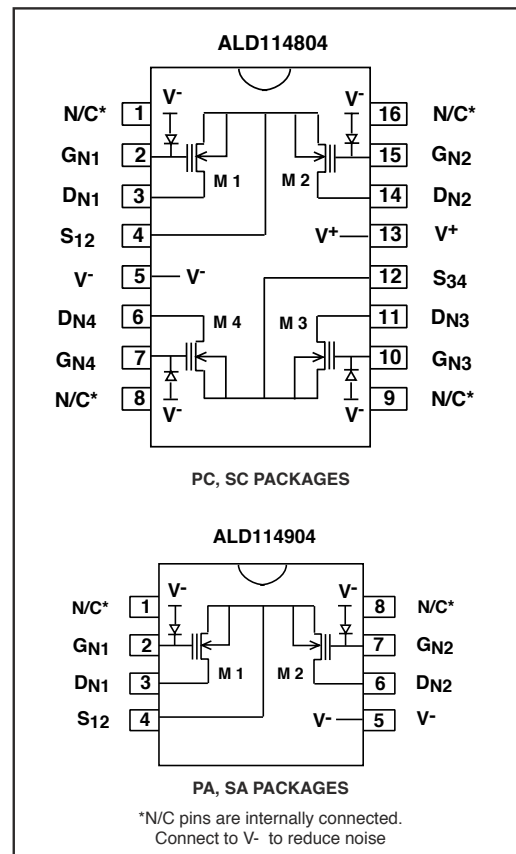 ALD114804
N/C* 1 V- V- 16 N/C*
GN1 2 15 GN2
DN1 3 M 1 M 2 14 DN2
S12 4 V+ 13 V+
V- 5 V- 12 S34
DN4 6 M 4 M 3 11 DN3
GN4 7 10 GN3
N/C* 8 V- V- 9 N/C*
PC, SC PACKAGES
ALD114904
N/C* 1 V- V- 8 N/C*
GN1 2 7 GN2
DN1 3 M 1 M 2 6 DN2
S12 4 V- 5 V-
PA, SA PACKAGES
*N/C pins are internally connected.
Connect to V- to reduce noise